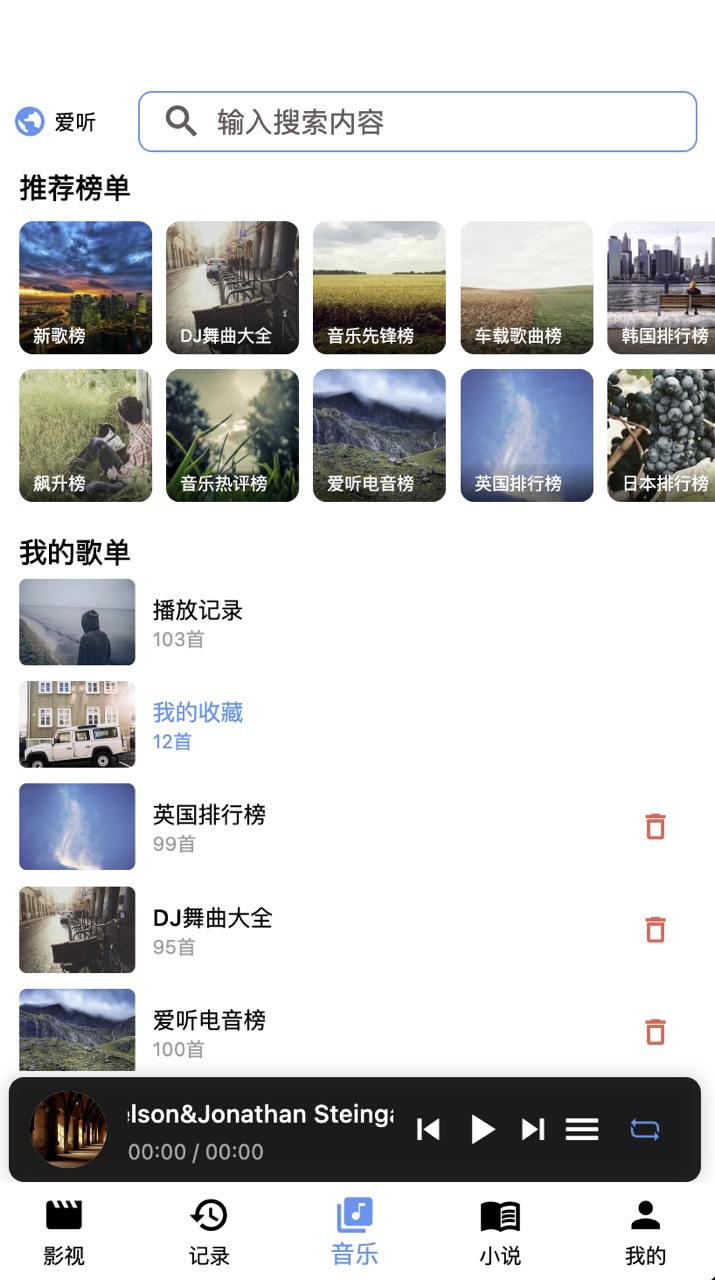 爱听
输入搜索内容
推荐榜单
新歌榜
DJ舞曲大全
音乐先锋榜
车载歌曲榜
韩国排行榜
飙升榜
音乐热评榜
爱听电音榜
英国排行榜
日本排行榜
我的歌单
播放记录
103首
我的收藏
12首
英国排行榜
99首
DJ舞曲大全
95首
爱听电音榜
100首
elson&Jonathan Steinga
00:00 / 00:00
影视
记录
音乐
小说
我的